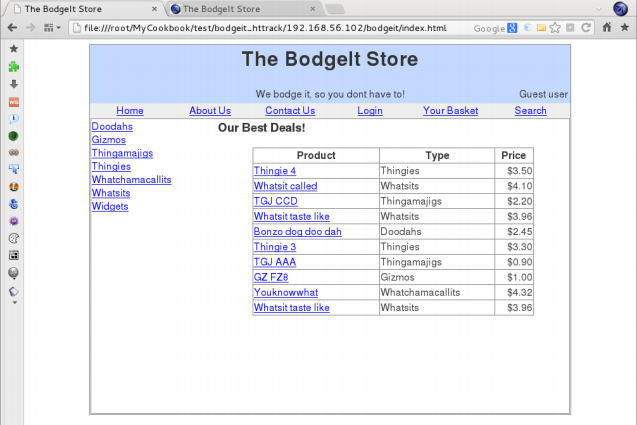 The BodgeIt Store The BodgeIt Store
file:///root/MyCookbook/test/bodgeit_httrack/192.168.56.102/bodgeit/index.html Google
The BodgeIt Store
We bodge it, so you dont have to! Guest user
Home About Us Contact Us Login Your Basket Search
Doodahs
Gizmos
Thingamajigs
Thingies
Whatchamacallits
Whatsits
Widgets
Our Best Deals!
Product Type Price
Thingie 4 Thingies $3.50
Whatsit called Whatsits $4.10
TGJ CCD Thingamajigs $2.20
Whatsit taste like Whatsits $3.96
Bonzo dog doo dah Doodahs $2.45
Thingie 3 Thingies $3.30
TGJ AAA Thingamajigs $0.90
GZ FZ8 Gizmos $1.00
Youknowwhat Whatchamacallits $4.32
Whatsit taste like Whatsits $3.96